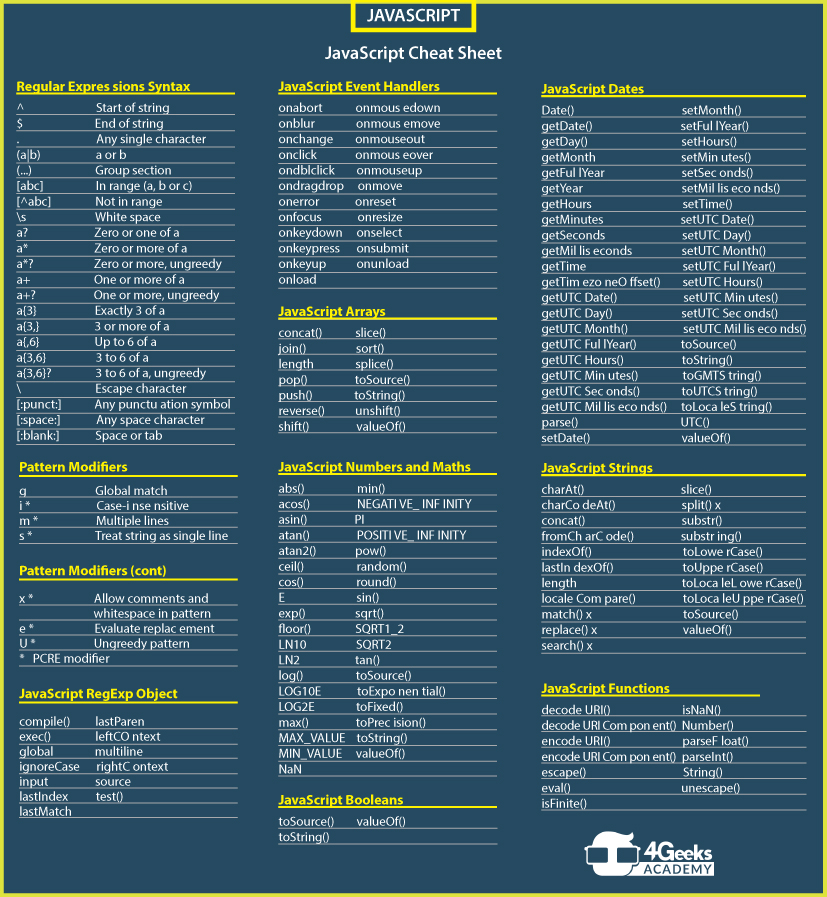 JAVASCRIPT
JavaScript Cheat Sheet
Regular Expres sions Syntax
^ Start of string
$ End of string
. Any single character
(a|b) a or b
(...) Group section
[abc] In range (a, b or c)
[^abc] Not in range
\s White space
a? Zero or one of a
a* Zero or more of a
a*? Zero or more, ungreedy
a+ One or more of a
a+? One or more, ungreedy
a{3} Exactly 3 of a
a{3,} 3 or more of a
a{,6} Up to 6 of a
a{3,6} 3 to 6 of a
a{3,6}? 3 to 6 of a, ungreedy
\ Escape character
[:punct:] Any punctu ation symbol
[:space:] Any space character
[:blank:] Space or tab
Pattern Modifiers
g Global match
i * Case-i nse nsitive
m * Multiple lines
s * Treat string as single line
Pattern Modifiers (cont)
x * Allow comments and
whitespace in pattern
e * Evaluate replac ement
U * Ungreedy pattern
* PCRE modifier
JavaScript RegExp Object
compile() lastParen
exec() leftCO ntext
global multiline
ignoreCase rightC ontext
input source
lastIndex test()
lastMatch
JavaScript Event Handlers
onabort onmous edown
onblur onmous emove
onchange onmouseout
onclick onmouse eover
ondblclick onmouseup
ondragdrop onmove
onerror onreset
onfocus onresize
onkeydown onselect
onkeypress onsubmit
onkeyup onunload
onload
JavaScript Arrays
concat() slice()
join() sort()
length splice()
pop() toSource()
push() toString()
reverse() unshift()
shift() valueOf()
JavaScript Numbers and Maths
abs() min()
acos() NEGATI VE_ INF INITY
asin() PI
atan() POSITI VE_ INF INITY
atan2() pow()
ceil() random()
cos() round()
E sin()
exp() sqrt()
floor() SQRT1_2
LN10 SQRT2
LN2 tan()
log() toSource()
LOG10E toExpo nen tial()
LOG2E toFixed()
max() toPrec ision()
MAX_VALUE toString()
MIN_VALUE valueOf()
NaN
JavaScript Booleans
toSource() valueOf()
toString()
JavaScript Dates
Date() setMonth()
getDate() setFul lYear()
getDay() setHours()
getMonth setMin utes()
getFul lYear setSec onds()
getYear setMil lis eco nds()
getHours setTime()
getMinutes setUTC Date()
getSeconds setUTC Day()
getMil lis econds setUTC Month()
getTime setUTC Ful lYear()
getTim ezo neO ffset() setUTC Hours()
getUTC Date() setUTC Min utes()
getUTC Day() setUTC Sec onds()
getUTC Month() setUTC Mil lis eco nds()
getUTC Ful lYear() toSource()
getUTC Hours() toString()
getUTC Min utes() toGMTS tring()
getUTC Sec onds() toUTCS tring()
getUTC Mil lis eco nds() toLoca leS tring()
parse() UTC()
setDate() valueOf()
JavaScript Strings
charAt() slice()
charCo deAt() split() x
concat() substr()
fromCh arC ode() substr ing()
indexOf() toLowe rCase()
lastIn dexOf() toUppe rCase()
length toLoca leL owe rCase()
locale Com pare() toLoca leU ppe rCase()
match() x toSource()
replace() x valueOf()
search() x
JavaScript Functions
decode URI() isNaN()
decode URI Com pon ent() Number()
encode URI() parseF loat()
encode URI Com pon ent() parseInt()
escape() String()
eval() unescape()
isFinite()
4Geeks
ACADEMY